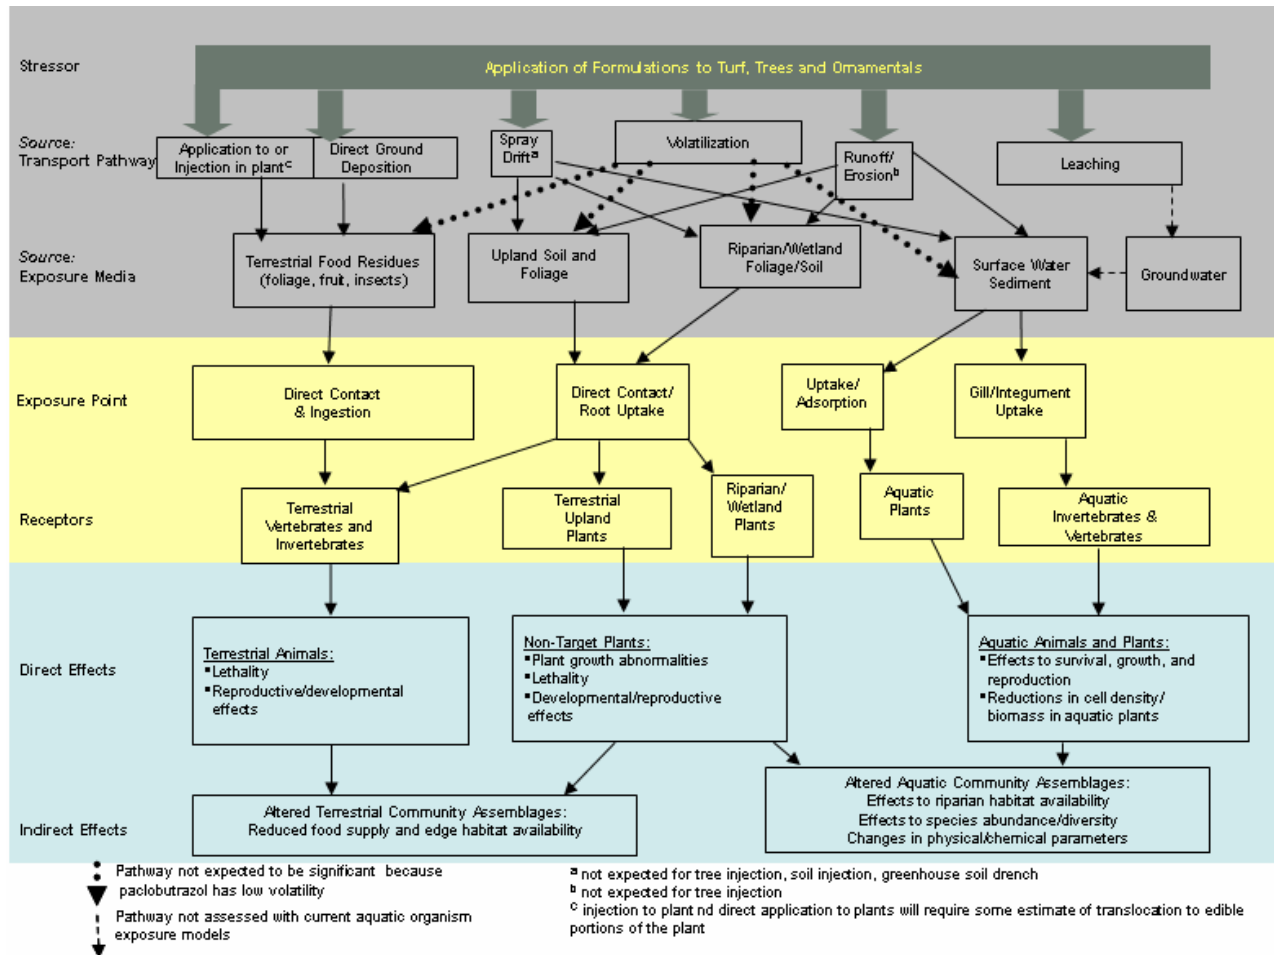 Stressor
Application of Formulations to Turf, Trees and Ornamentals
Source:
Transport Pathway
Application to or
Injection in plantc
Direct Ground
Deposition
Spray
Drifta
Volatilization
Runoff/
Erosionb
Leaching
Source:
Exposure Media
Terrestrial Food Residues
(foliage, fruit, insects)
Upland Soil and
Foliage
Riparian/Wetland
Foliage/Soil
Surface Water
Sediment
Groundwater
Exposure Point
Direct Contact
& Ingestion
Direct Contact/
Root Uptake
Uptake/
Adsorption
Gill/Integument
Uptake
Receptors
Terrestrial
Vertebrates and
Invertebrates
Terrestrial
Upland
Plants
Riparian/
Wetland
Plants
Aquatic
Plants
Aquatic
Invertebrates &
Vertebrates
Direct Effects
Terrestrial Animals:
▪Lethality
▪Reproductive/developmental
effects
Non-Target Plants:
▪Plant growth abnormalities
▪Lethality
▪Developmental/reproductive
effects
Aquatic Animals and Plants:
▪Effects to survival, growth, and
reproduction
▪Reductions in cell density/
biomass in aquatic plants
Indirect Effects
Altered Terrestrial Community Assemblages:
Reduced food supply and edge habitat availability
Altered Aquatic Community Assemblages:
Effects to riparian habitat availability
Effects to species abundance/diversity
Changes in physical/chemical parameters
Pathway not expected to be significant because
paclobutrazol has low volatility
Pathway not assessed with current aquatic organism
exposure models
a not expected for tree injection, soil injection, greenhouse soil drench
b not expected for tree injection
c injection to plant nd direct application to plants will require some estimate of translocation to edible
portions of the plant